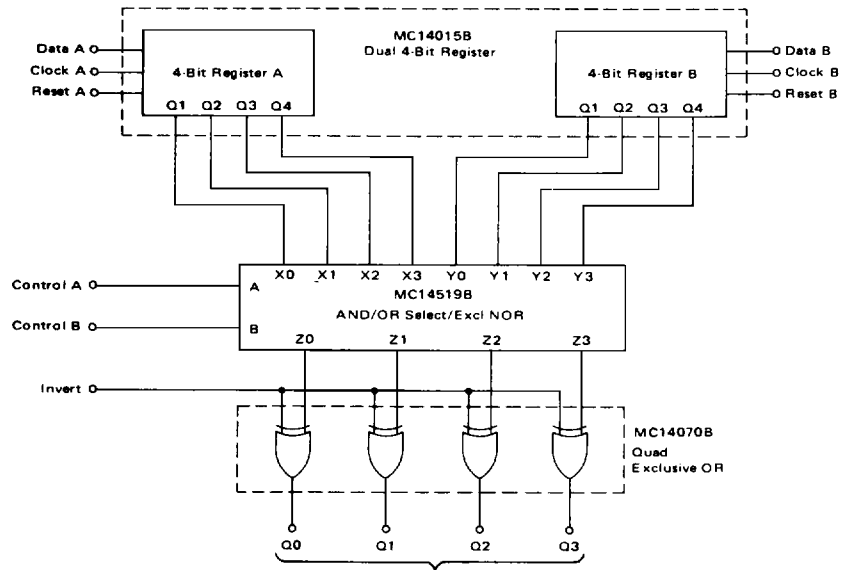 MC14015B
Dual 4-Bit Register
Data A
Clock A
Reset A
4-Bit Register A
Q1 Q2 Q3 Q4
4-Bit Register B
Q1 Q2 Q3 Q4
Data B
Clock B
Reset B
X0 X1 X2 X3 Y0 Y1 Y2 Y3
Control A
A
MC14519B
AND/OR Select/Excl NOR
Control B
B
Z0 Z1 Z2 Z3
Invert
MC14070B
Quad
Exclusive OR
Q0 Q1 Q2 Q3